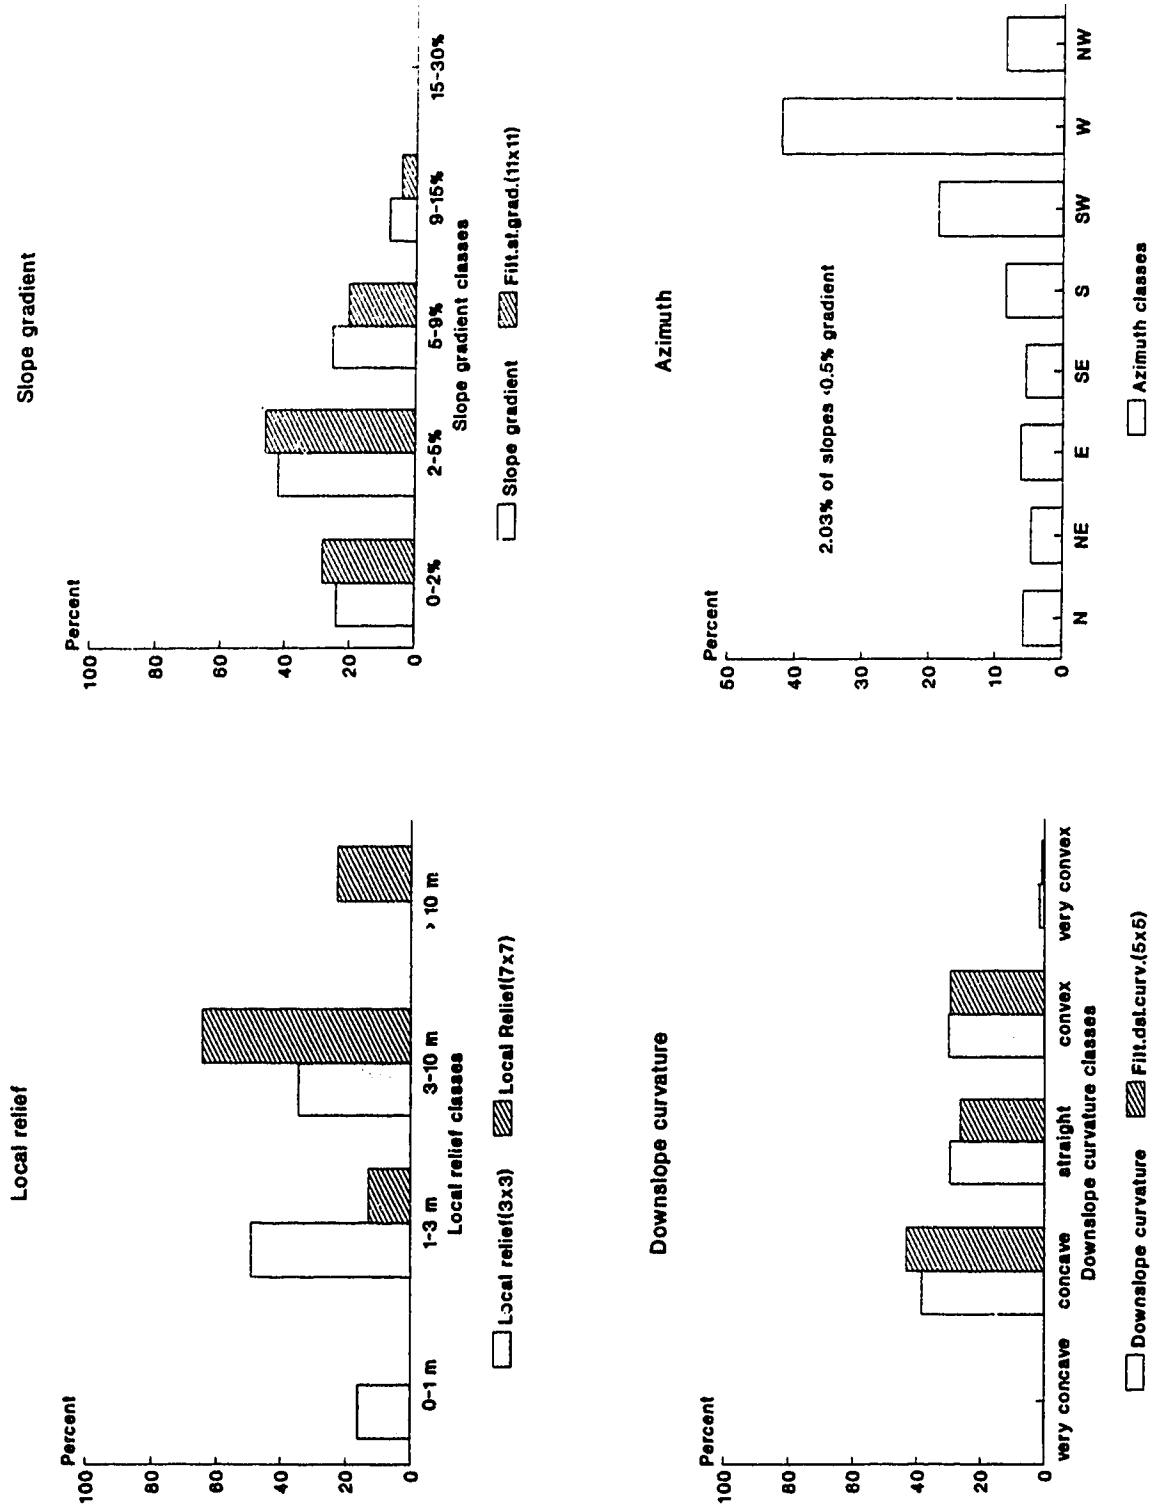 Local relief
Percent
100
80
60
40
20
0
0-1 m
1-3 m
3-10 m
> 10 m
Local relief classes
Local relief(3x3)
Local Relief(7x7)
Slope gradient
Percent
100
80
60
40
20
0
0-2%
2-5%
5-9%
9-15%
15-30%
Slope gradient classes
Slope gradient
Filt.sl.grad.(11x11)
Downslope curvature
Percent
100
80
60
40
20
0
very concave
concave
straight
convex
very convex
Downslope curvature classes
Downslope curvature
Filt.dsl.curv.(5x5)
Azimuth
Percent
50
40
30
20
10
0
2.03% of slopes <0.5% gradient
N
NE
E
SE
S
SW
W
NW
Azimuth classes